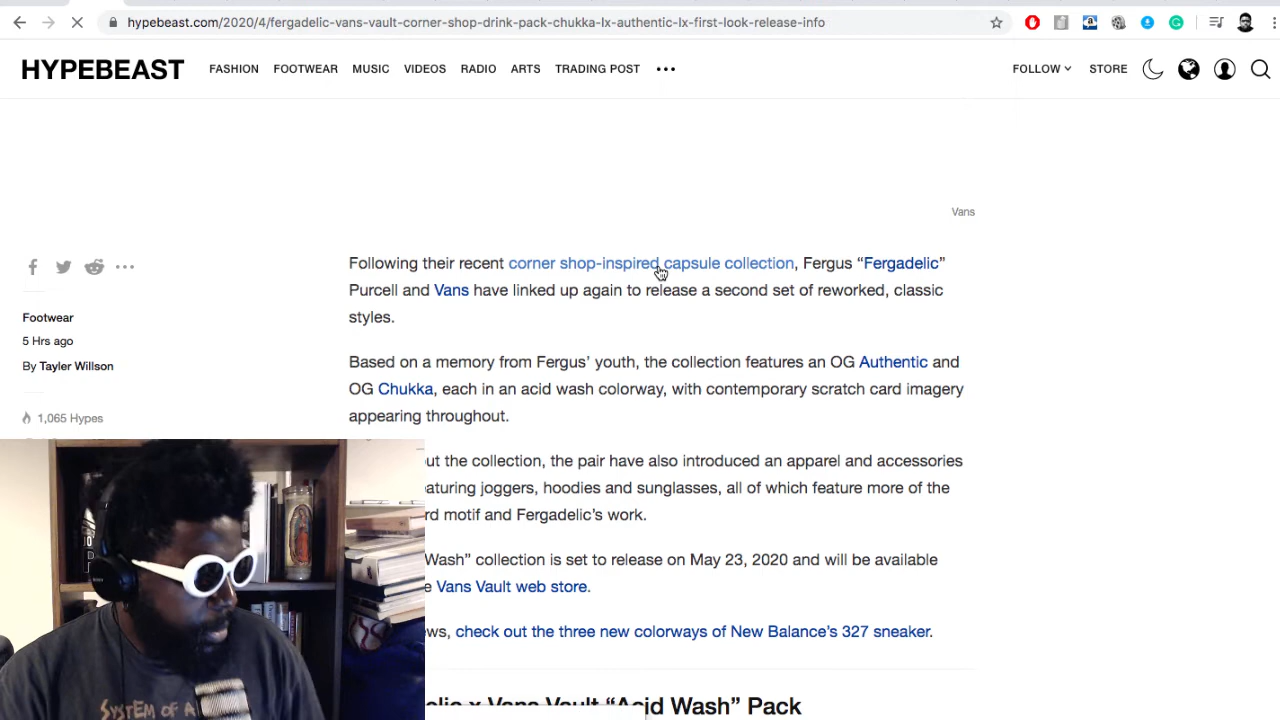 hypebeast.com/2020/4/fergadelic-vans-vault-corner-shop-drink-pack-chukka-lx-authentic-lx-first-look-release-info
HYPEBEAST FASHION FOOTWEAR MUSIC VIDEOS RADIO ARTS TRADING POST ••• FOLLOW STORE
Vans
Following their recent corner shop-inspired capsule collection, Fergus “Fergadelic”
Purcell and Vans have linked up again to release a second set of reworked, classic
styles.
Footwear
5 Hrs ago
By Tayler Willson
1,065 Hypes
Based on a memory from Fergus’ youth, the collection features an OG Authentic and
OG Chukka, each in an acid wash colorway, with contemporary scratch card imagery
appearing throughout.
the collection, the pair have also introduced an apparel and accessories
joggers, hoodies and sunglasses, all of which feature more of the
motif and Fergadelic’s work.
Wash” collection is set to release on May 23, 2020 and will be available
Vans Vault web store.
check out the three new colorways of New Balance’s 327 sneaker.
x Vans Vault “Acid Wash” Pack
SYSTEM OF A